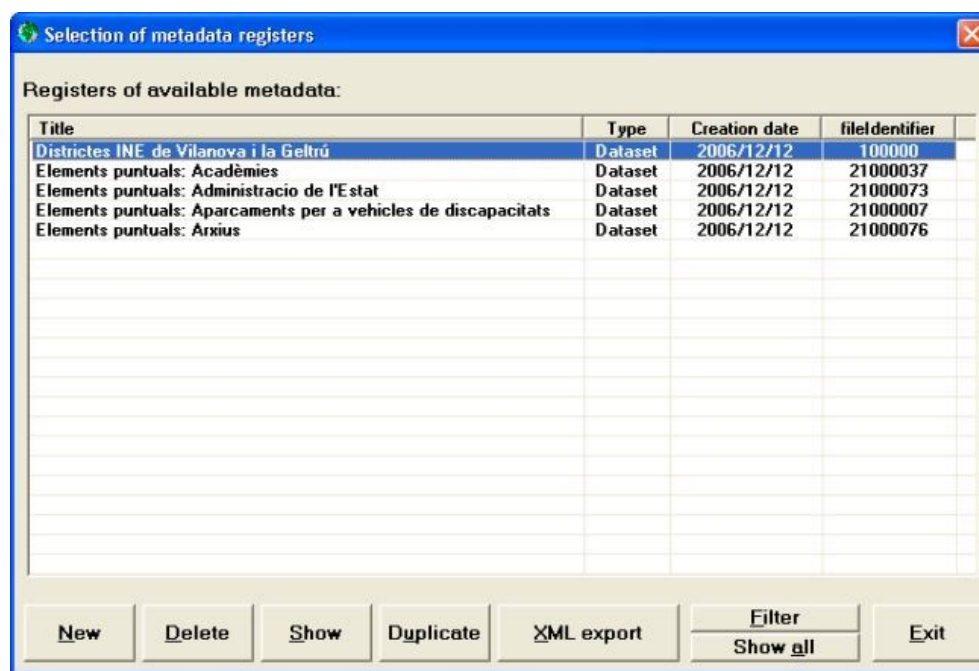 Selection of metadata registers
Registers of available metadata:
Title Type Creation date fileIdentifier
Districtes INE de Vilanova i la Geltrú Dataset 2006/12/12 100000
Elements puntuals: Acadèmies Dataset 2006/12/12 21000037
Elements puntuals: Administracio de l'Estat Dataset 2006/12/12 21000073
Elements puntuals: Aparcaments per a vehicles de discapacitats Dataset 2006/12/12 21000007
Elements puntuals: Arxius Dataset 2006/12/12 21000076
New Delete Show Duplicate XML export Filter Exit
Show all